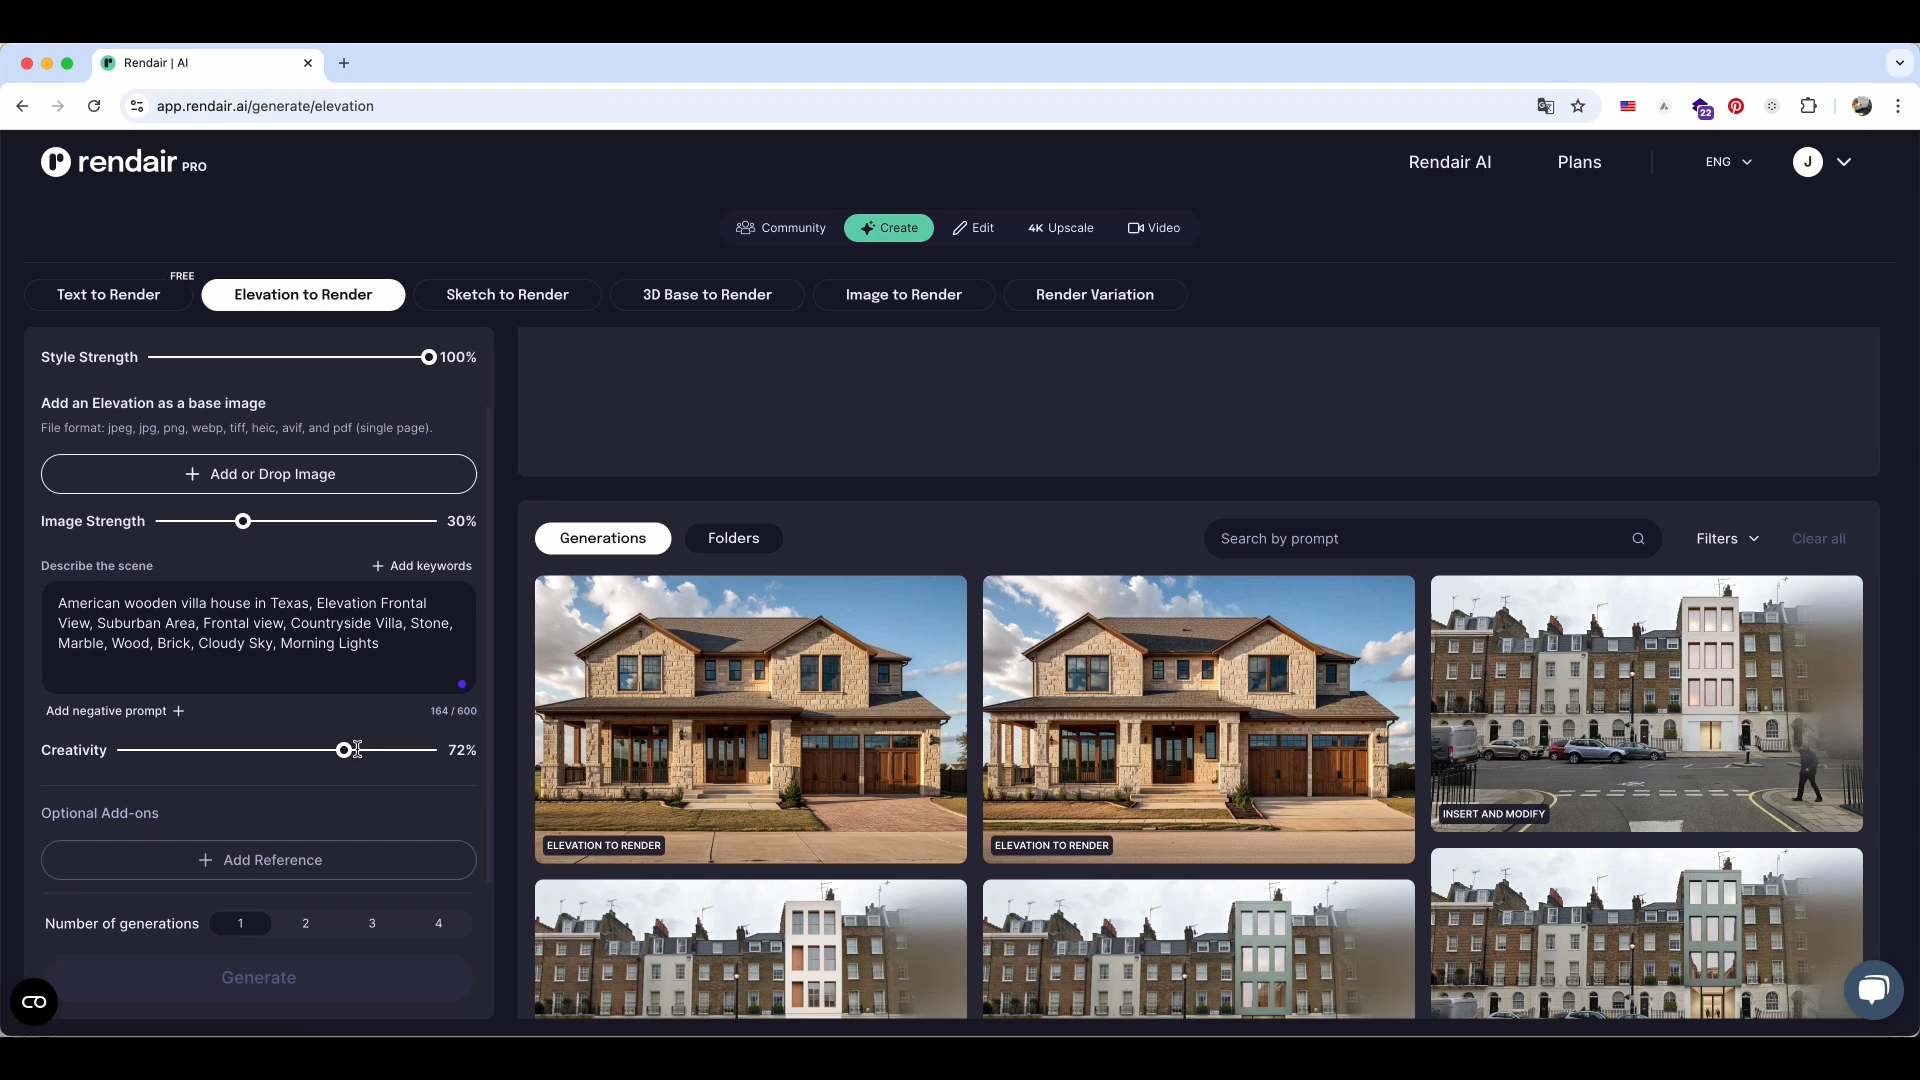 Rendair | AI
app.rendair.ai/generate/elevation
22
rendair PRO
Rendair AI
Plans
ENG
J
Community
Create
Edit
4K Upscale
Video
Text to Render
FREE
Elevation to Render
Sketch to Render
3D Base to Render
Image to Render
Render Variation
Style Strength
100%
Add an Elevation as a base image
File format: jpeg, jpg, png, webp, tiff, heic, avif, and pdf (single page).
+ Add or Drop Image
Image Strength
30%
Describe the scene
+ Add keywords
American wooden villa house in Texas, Elevation Frontal
View, Suburban Area, Frontal view, Countryside Villa, Stone,
Marble, Wood, Brick, Cloudy Sky, Morning Lights
Add negative prompt +
164 / 600
Creativity
72%
Optional Add-ons
+ Add Reference
Number of generations
1
2
3
4
Generate
Generations
Folders
Search by prompt
Filters
Clear all
ELEVATION TO RENDER
ELEVATION TO RENDER
INSERT AND MODIFY